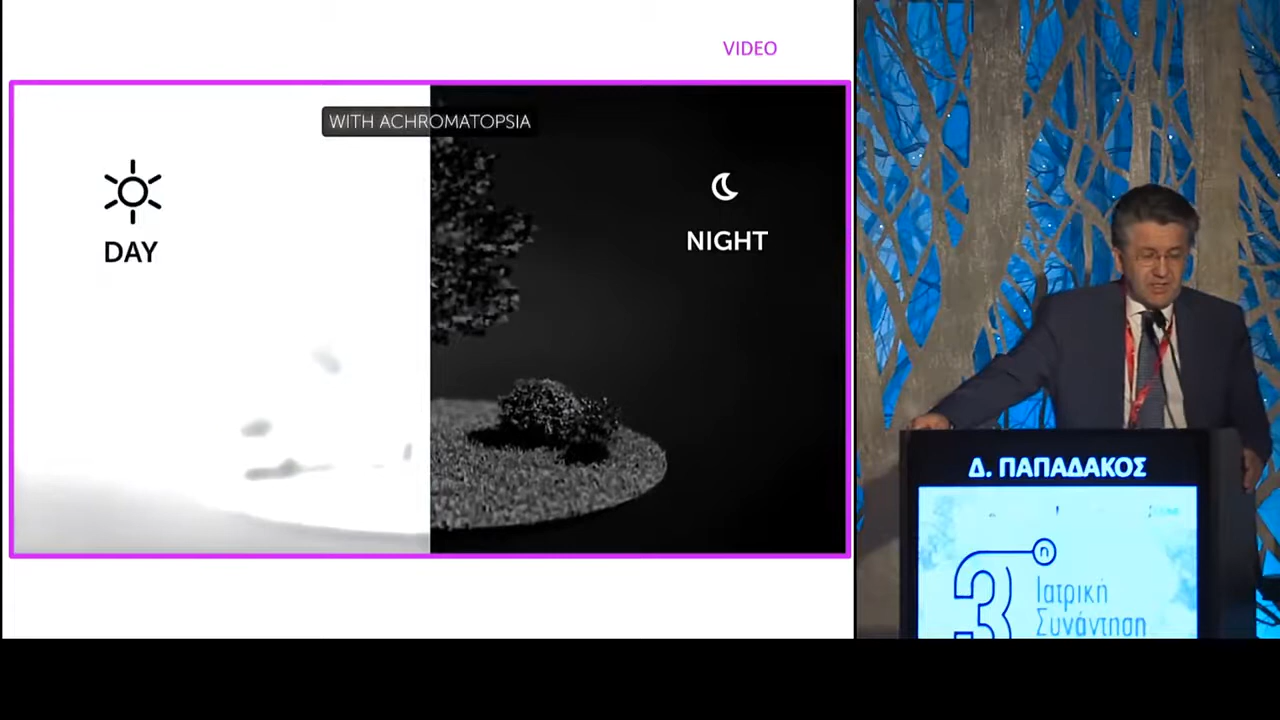 VIDEO
WITH ACHROMATOPSIA
DAY
NIGHT
Δ. ΠΑΠΑΔΑΚΟΣ
3
η
Ιατρική
Συνάντηση